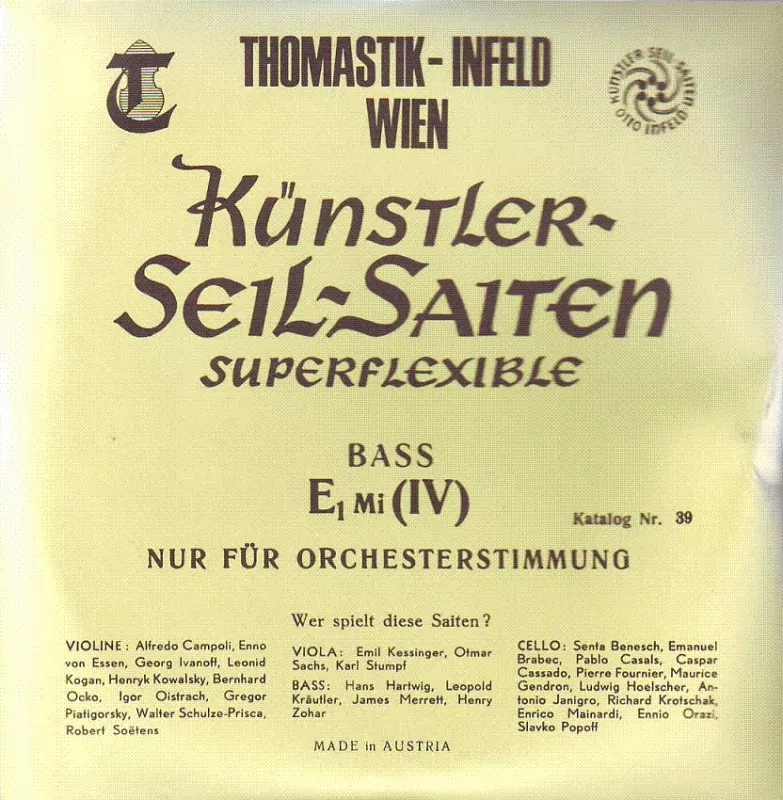 THOMASTIK-INFELD
WIEN
KÜNSTLER SEIL-SAITEN
OTTO INFELD
KÜNSTLER-
SEIL-SAITEN
SUPERFLEXIBLE
BASS
E₁ Mi (IV)
Katalog Nr. 39
NUR FÜR ORCHESTERSTIMMUNG
Wer spielt diese Saiten?
VIOLINE: Alfredo Campoli, Enno
von Essen, Georg Ivanoff, Leonid
Kogan, Henryk Kowalsky, Bernhard
Ocko, Igor Oistrach, Gregor
Piatigorsky, Walter Schulze-Prisca,
Robert Soëtens
VIOLA: Emil Kessinger, Otmar
Sachs, Karl Stumpf
BASS: Hans Hartwig, Leopold
Kräutler, James Merrett, Henry
Zohar
CELLO: Senta Benesch, Emanuel
Brabec, Pablo Casals, Caspar
Cassado, Pierre Fournier, Maurice
Gendron, Ludwig Hoelscher, An-
tonio Janigro, Richard Krotschak,
Enrico Mainardi, Ennio Orazi,
Slavko Popoff
MADE in AUSTRIA